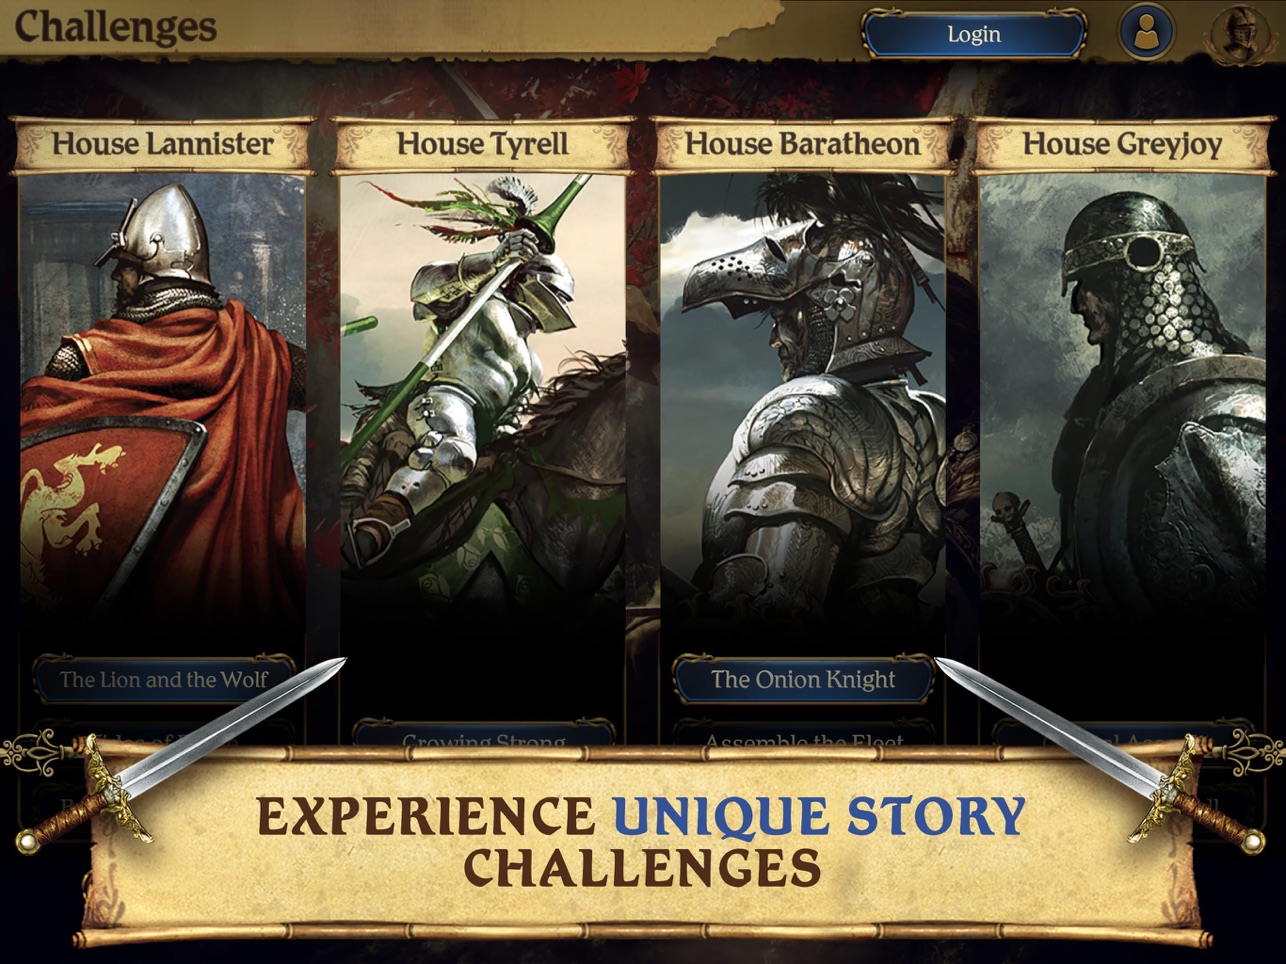 Challenges
Login
House Lannister
House Tyrell
House Baratheon
House Greyjoy
The Lion and the Wolf
The Onion Knight
Growing Strong
Assemble the Fleet
EXPERIENCE UNIQUE STORY
CHALLENGES